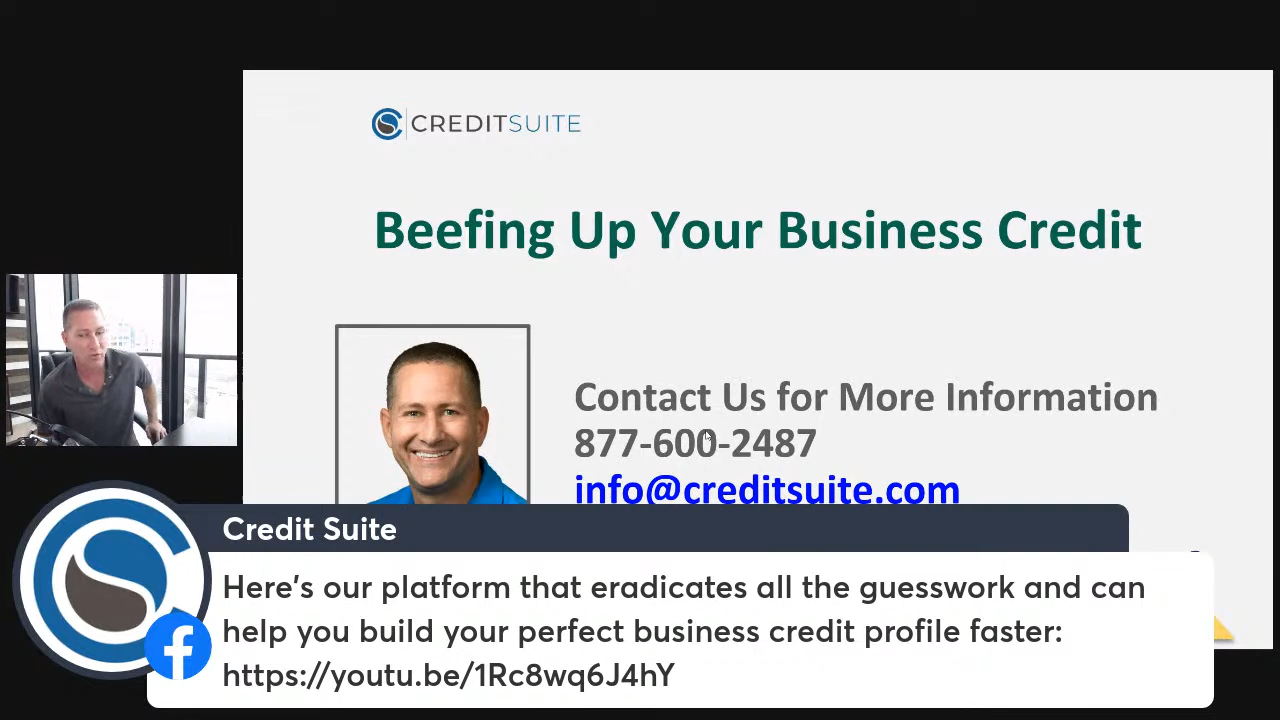 CREDITSUITE
Beefing Up Your Business Credit
Contact Us for More Information
877-600-2487
info@creditsuite.com
Credit Suite
Here's our platform that eradicates all the guesswork and can
help you build your perfect business credit profile faster:
https://youtu.be/1Rc8wq6J4hY